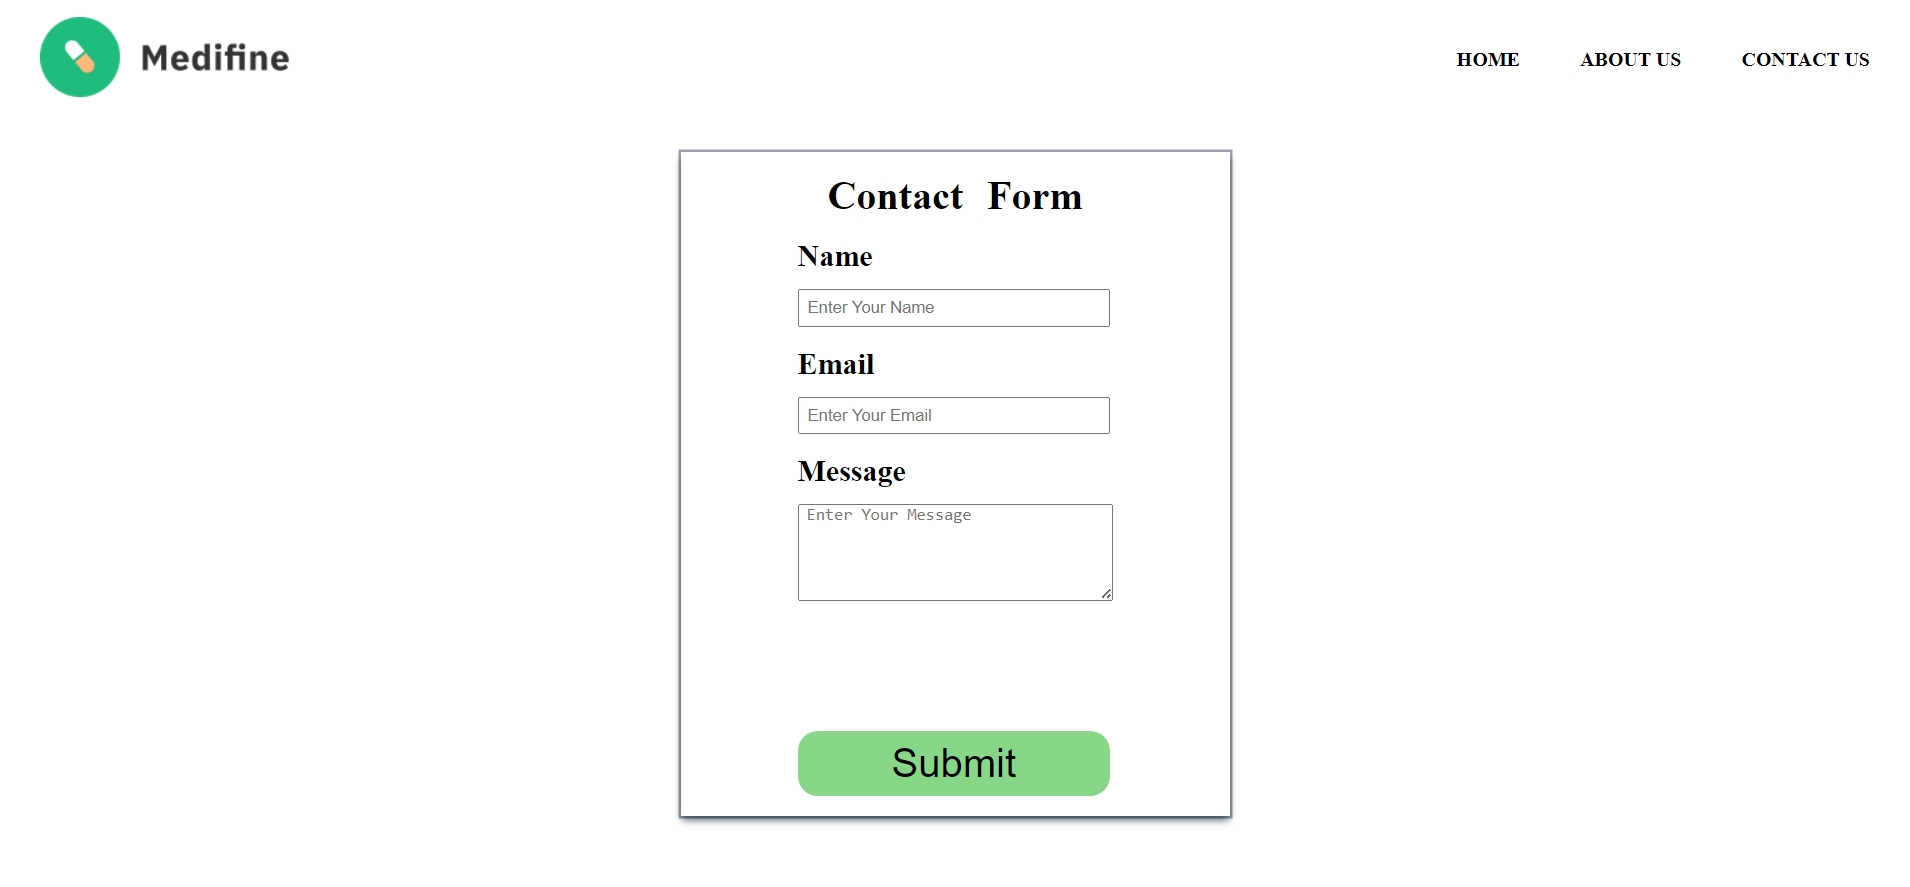 Medifine
HOME ABOUT US CONTACT US
Contact Form
Name
Enter Your Name
Email
Enter Your Email
Message
Enter Your Message
Submit